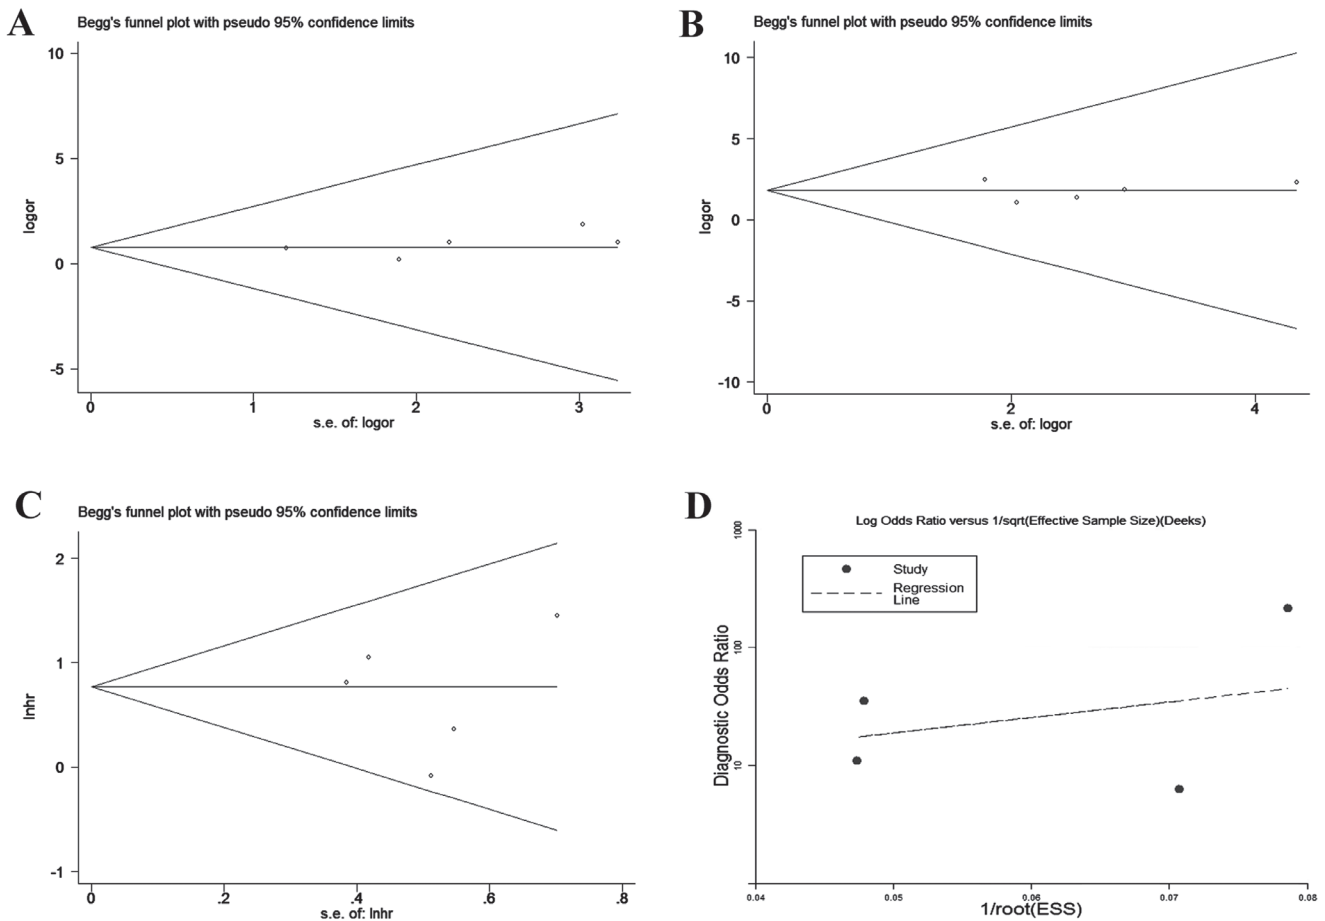 A
Begg's funnel plot with pseudo 95% confidence limits
10
5
0
-5
logor
0
1
2
3
s.e. of: logor
B
Begg's funnel plot with pseudo 95% confidence limits
10
5
0
-5
-10
logor
0
2
4
s.e. of: logor
C
Begg's funnel plot with pseudo 95% confidence limits
2
1
0
-1
lnhr
0
.2
.4
.6
.8
s.e. of: lnhr
D
Log Odds Ratio versus 1/sqrt(Effective Sample Size)(Deeks)
Study
Regression
Line
1000
100
10
Diagnostic Odds Ratio
0.04
0.05
0.06
0.07
0.08
1/root(ESS)